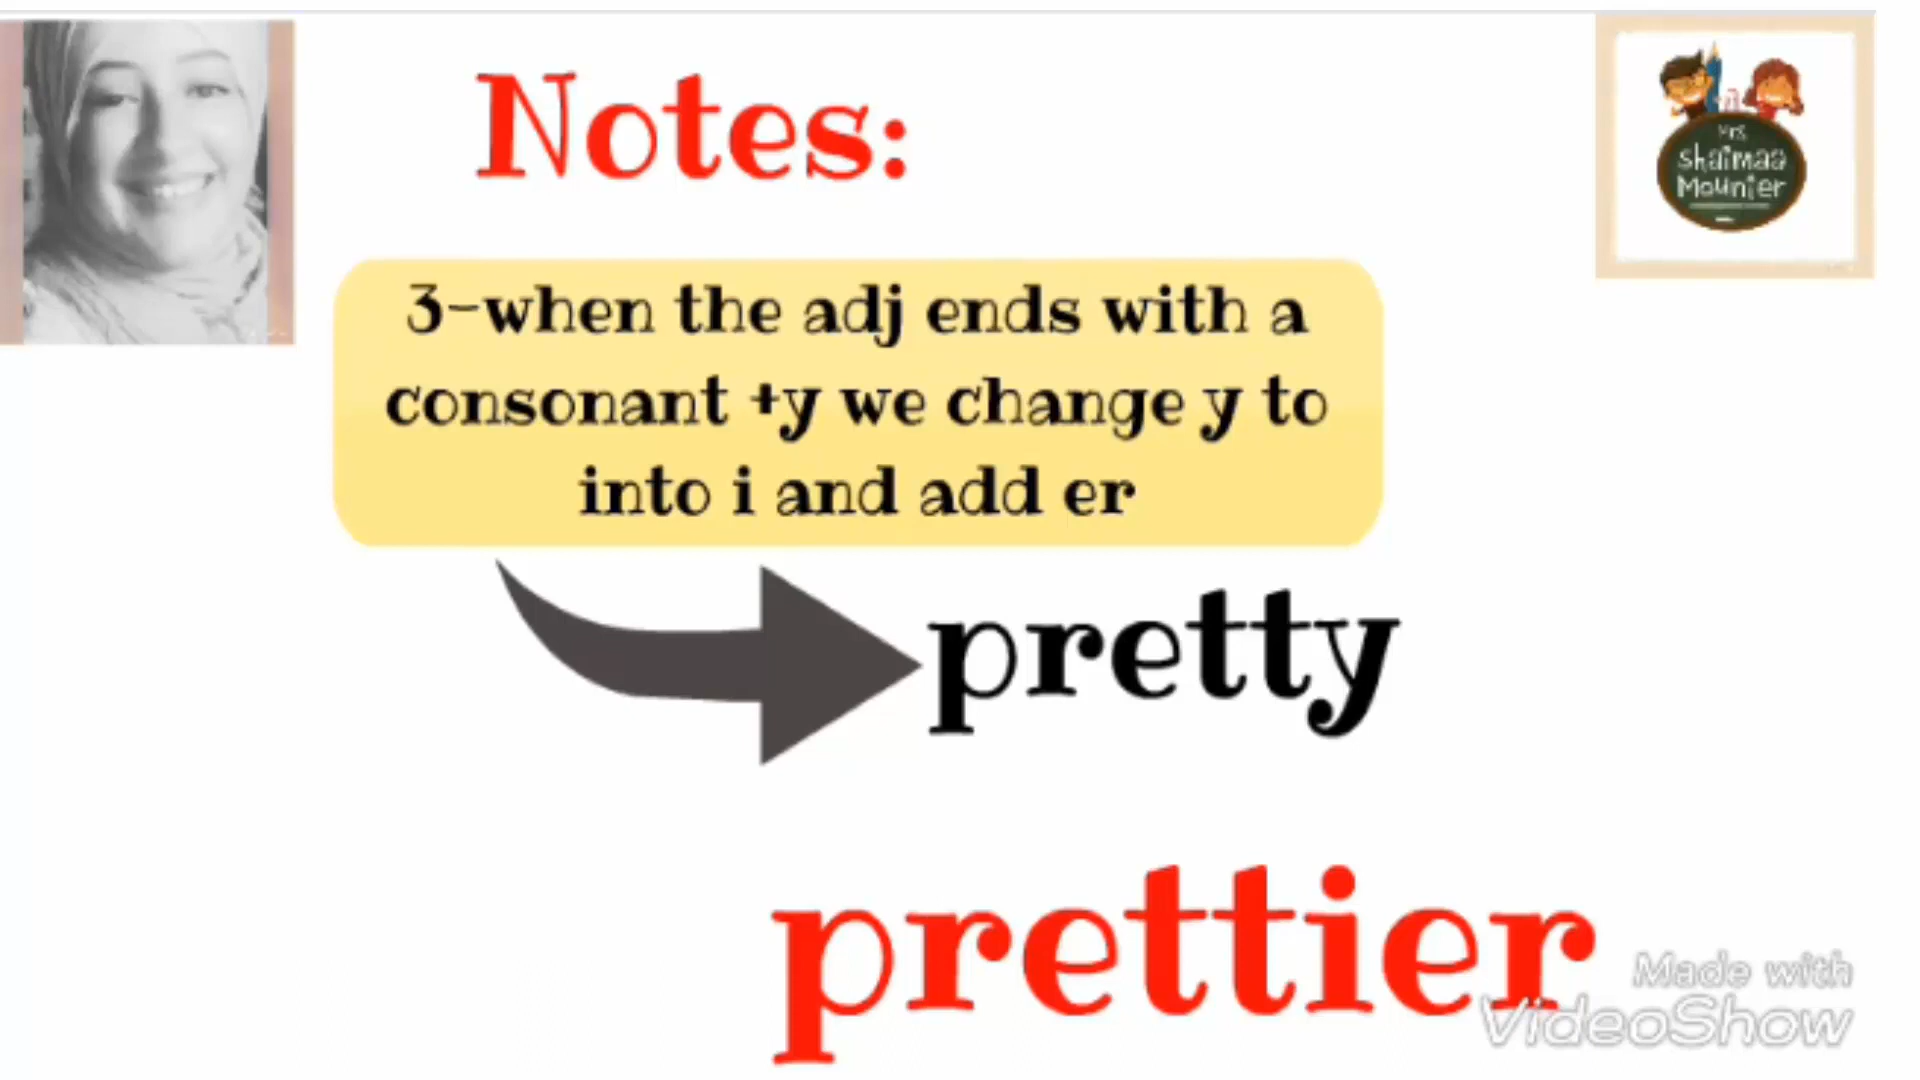 Notes:
Mrs
shaimaa
Mounier
3-when the adj ends with a
consonant +y we change y to
into i and add er
pretty
prettier
Made with
VideoShow